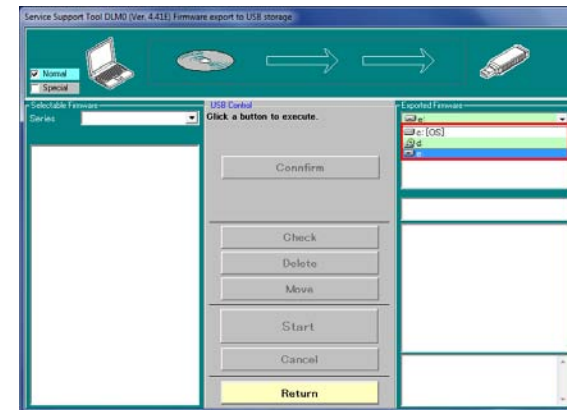 Service Support Tool DLM0 (Ver. 4.41E) Firmware export to USB storage
Normal
Special
Selectable Firmware
Series
USB Control
Click a button to execute.
Connfirm
Check
Delete
Move
Start
Cancel
Return
Exported Firmware
e:
c: [OS]
d:
e: